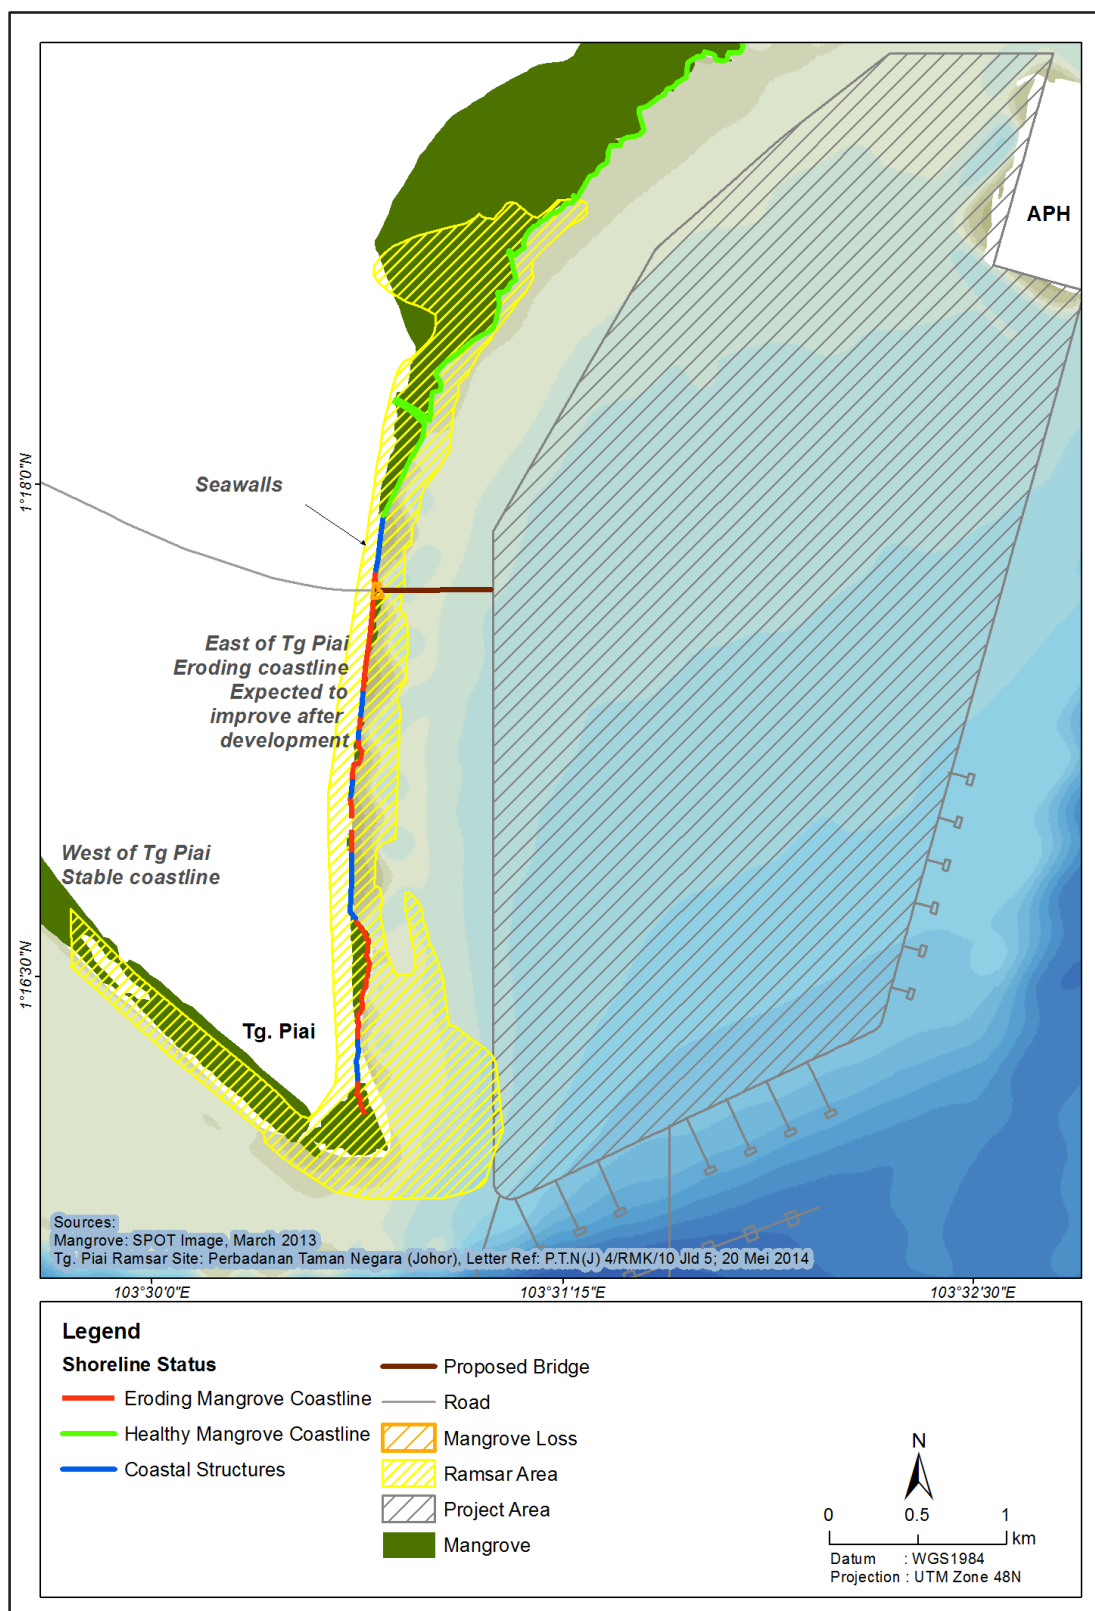 APH
1°18'0"N
Seawalls
East of Tg Piai
Eroding coastline
Expected to
improve after
development
West of Tg Piai
Stable coastline
1°16'30"N
Tg. Piai
Sources:
Mangrove: SPOT Image, March 2013
Tg. Piai Ramsar Site: Perbadanan Taman Negara (Johor), Letter Ref: P.T.N(J) 4/RMK/10 Jld 5; 20 Mei 2014
103°30'0"E
103°31'15"E
103°32'30"E
Legend
Shoreline Status
Eroding Mangrove Coastline
Healthy Mangrove Coastline
Coastal Structures
Proposed Bridge
Road
Mangrove Loss
Ramsar Area
Project Area
Mangrove
N
0 0.5 1
km
Datum : WGS1984
Projection : UTM Zone 48N